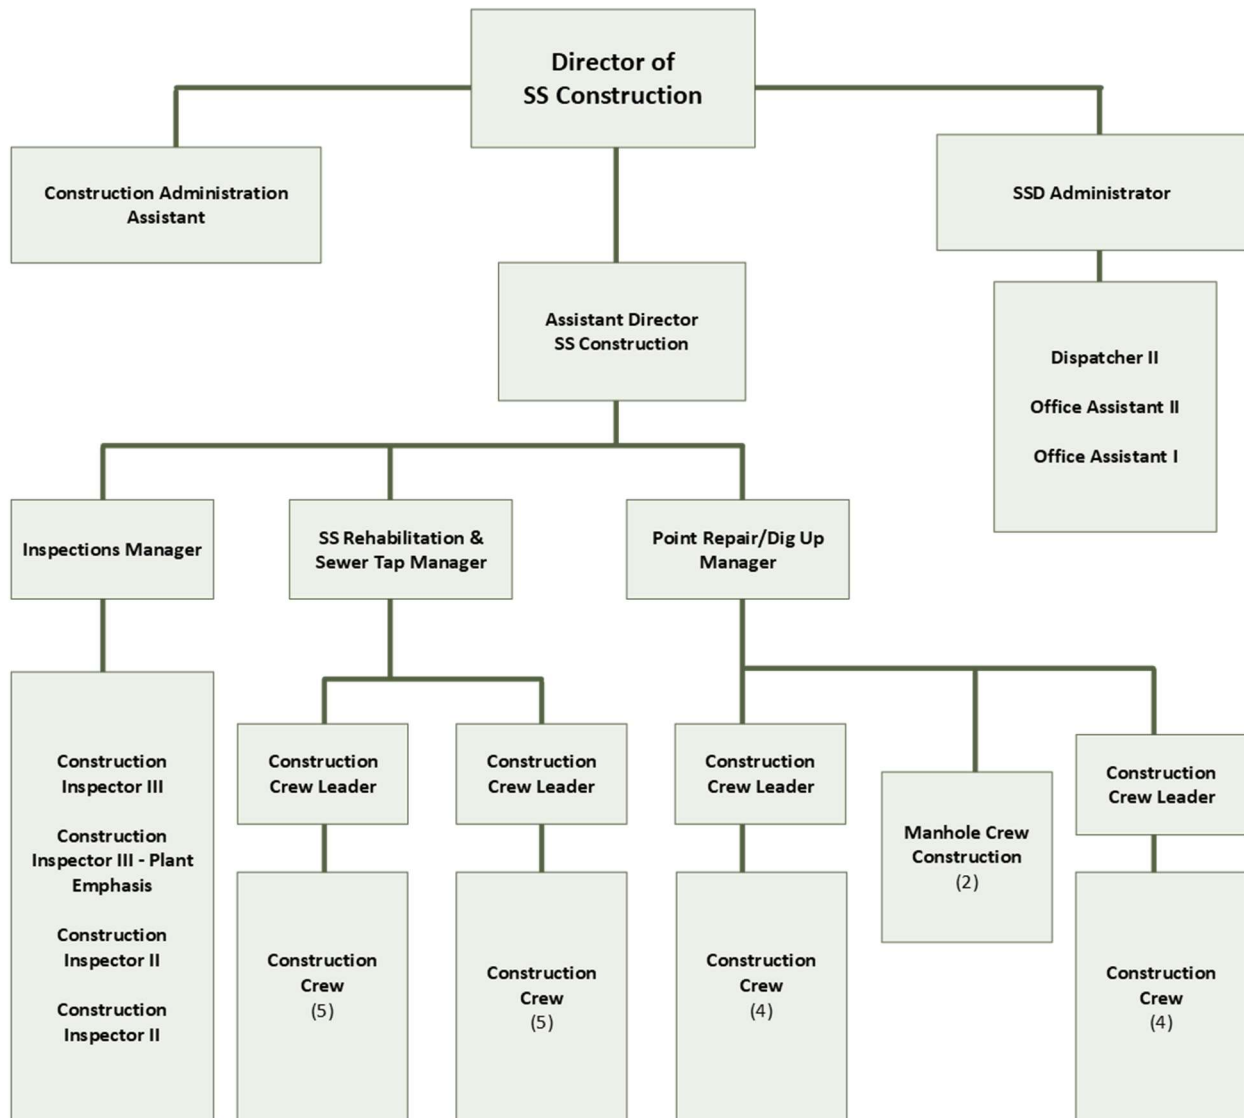 Director of
SS Construction
Construction Administration
Assistant
SSD Administrator
Assistant Director
SS Construction
Dispatcher II
Office Assistant II
Office Assistant I
Inspections Manager
SS Rehabilitation &
Sewer Tap Manager
Point Repair/Dig Up
Manager
Construction
Inspector III
Construction
Inspector III - Plant
Emphasis
Construction
Inspector II
Construction
Inspector II
Construction
Crew Leader
Construction
Crew Leader
Construction
Crew Leader
Manhole Crew
Construction
(2)
Construction
Crew Leader
Construction
Crew
(5)
Construction
Crew
(5)
Construction
Crew
(4)
Construction
Crew
(4)